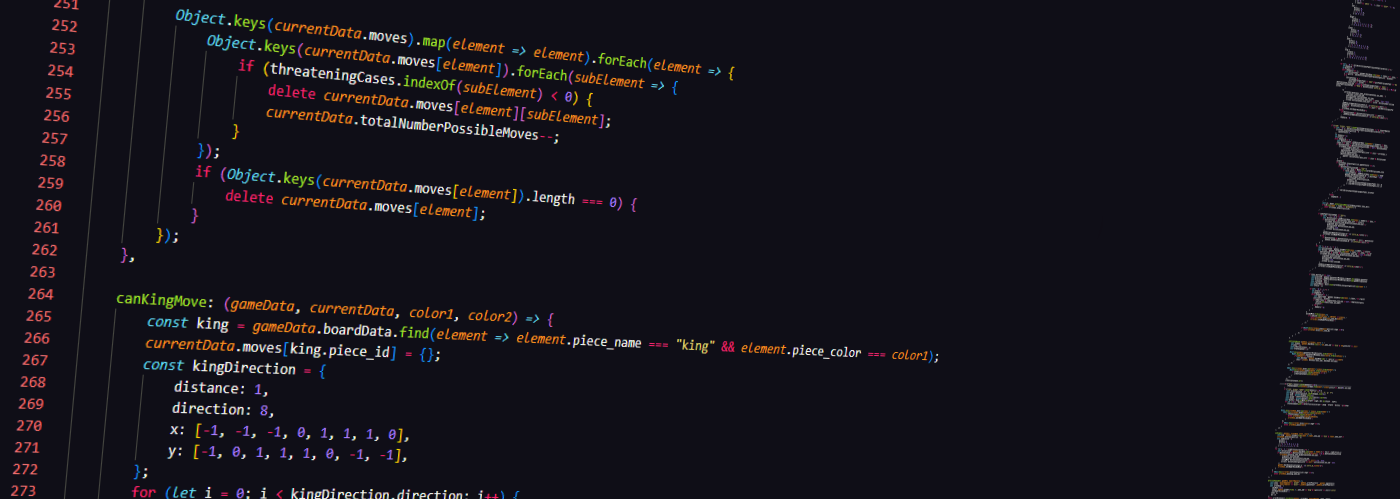 251 Object.keys(currentData.moves).map(element => element).forEach(element => {
252 Object.keys(currentData.moves[element]).forEach(subElement => {
253 if (threateningCases.indexOf(subElement) < 0) {
254 delete currentData.moves[element][subElement];
255 currentData.totalNumberPossibleMoves--;
256 }
257 });
258 if (Object.keys(currentData.moves[element]).length === 0) {
259 delete currentData.moves[element];
260 }
261 });
262 },
263
264 canKingMove: (gameData, currentData, color1, color2) => {
265 const king = gameData.boardData.find(element => element.piece_name === "king" && element.piece_color === color1);
266 currentData.moves[king.piece_id] = {};
267 const kingDirection = {
268 distance: 1,
269 direction: 8,
270 x: [-1, -1, -1, 0, 1, 1, 1, 0],
271 y: [-1, 0, 1, 1, 1, 0, -1, -1],
272 };
273 for (let i = 0; i < kingDirection.direction; i++) {